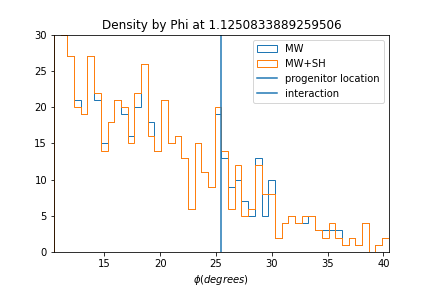 Density by Phi at 1.1250833889259506
MW
MW+SH
progenitor location
interaction
30
25
20
15
10
5
0
15 20 25 30 35 40
ϕ(degrees)